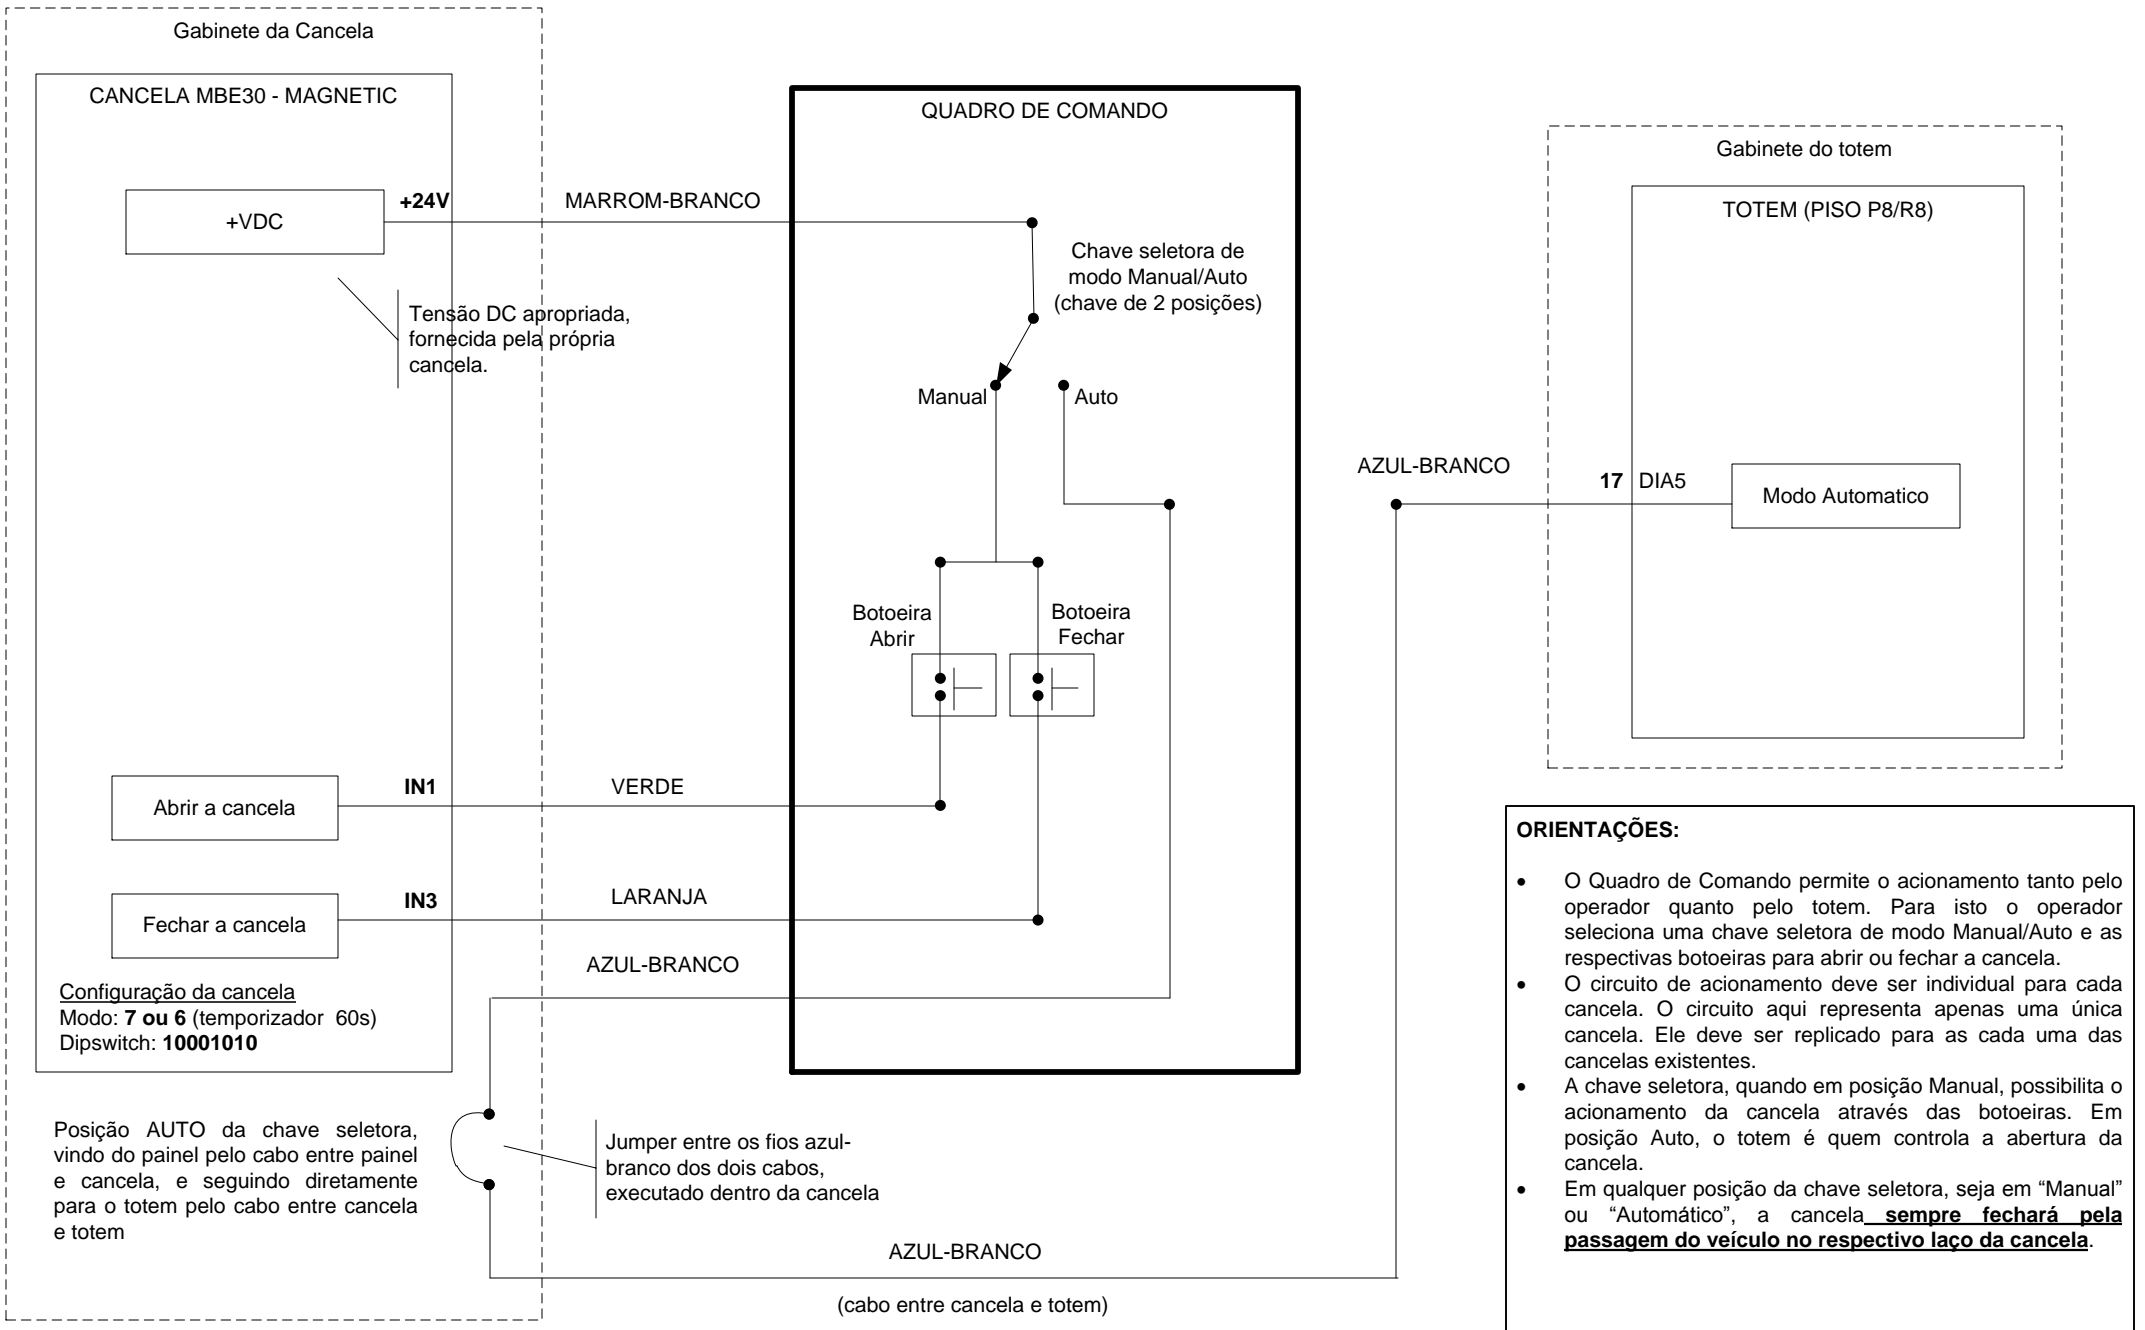 Gabinete da Cancela
CANCELA MBE30 - MAGNETIC
+VDC
+24V
MARROM-BRANCO
Tensão DC apropriada,
fornecida pela própria
cancela.
QUADRO DE COMANDO
Chave seletora de
modo Manual/Auto
(chave de 2 posições)
Manual
Auto
Botoeira
Abrir
Botoeira
Fechar
Gabinete do totem
TOTEM (PISO P8/R8)
AZUL-BRANCO
17 DIA5
Modo Automatico
Abrir a cancela
IN1
VERDE
Fechar a cancela
IN3
LARANJA
AZUL-BRANCO
Configuração da cancela
Modo: 7 ou 6 (temporizador 60s)
Dipswitch: 10001010
Posição AUTO da chave seletora,
vindo do painel pelo cabo entre painel
e cancela, e seguindo diretamente
para o totem pelo cabo entre cancela
e totem
Jumper entre os fios azul-
branco dos dois cabos,
executado dentro da cancela
AZUL-BRANCO
(cabo entre cancela e totem)
ORIENTAÇÕES:
• O Quadro de Comando permite o acionamento tanto pelo
operador quanto pelo totem. Para isto o operador
seleciona uma chave seletora de modo Manual/Auto e as
respectivas botoeiras para abrir ou fechar a cancela.
• O circuito de acionamento deve ser individual para cada
cancela. O circuito aqui representa apenas uma única
cancela. Ele deve ser replicado para as cada uma das
cancelas existentes.
• A chave seletora, quando em posição Manual, possibilita o
acionamento da cancela através das botoeiras. Em
posição Auto, o totem é quem controla a abertura da
cancela.
• Em qualquer posição da chave seletora, seja em “Manual”
ou “Automático”, a cancela sempre fechará pela
passagem do veículo no respectivo laço da cancela.